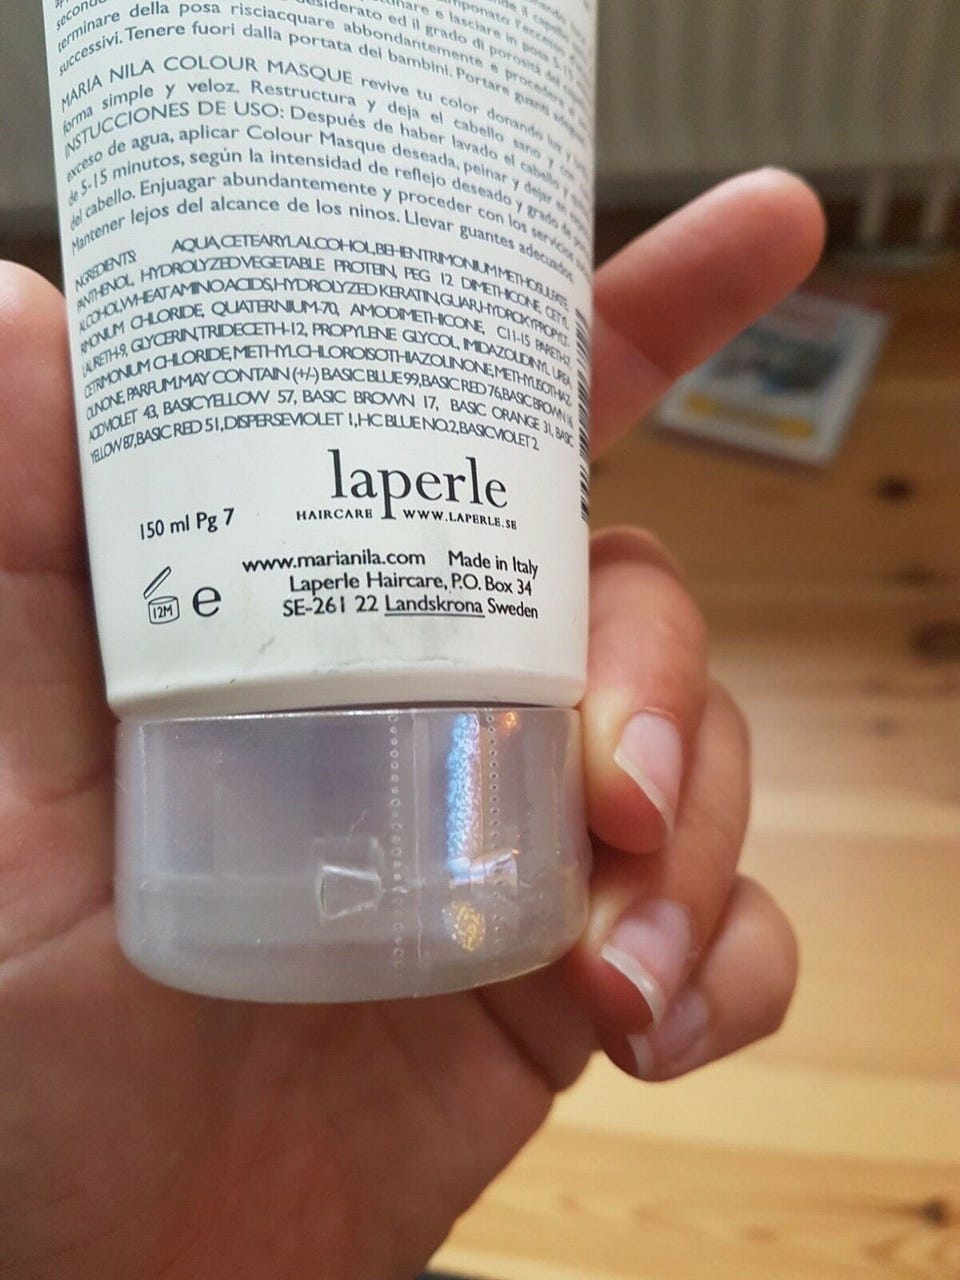 terminare della posa risciacquare abbondantemente e procedere
successivi. Tenere fuori dalla portata dei bambini. Portare guanti
MARIA NILA COLOUR MASQUE revive tu color donando luz y
forma simple y veloz. Restructura y deja el cabello sano y con
INSTUCCIONES DE USO: Después de haber lavado el cabello y
exceso de agua, aplicar Colour Masque deseada, peinar y dejar en
de 5-15 minutos, según la intensidad de reflejo deseado y grado de
del cabello. Enjuagar abundantemente y proceder con los servicios
Mantener lejos del alcance de los ninos. Llevar guantes adecuados
INGREDIENTS: AQUA, CETEARYL ALCOHOL, BEHENTRIMONIUM METHOSULFATE
PANTHENOL, HYDROLYZED VEGETABLE PROTEIN, PEG 12 DIMETHICONE, CETYL
ALCOHOL, WHEAT AMINO ACIDS, HYDROLYZED KERATIN, GUAR HYDROXYPROPYLT-
RIMONIUM CHLORIDE, QUATERNIUM-70, AMODIMETHICONE, C11-15 PARETH-7,
LAURETH-9, GLYCERIN, TRIDECETH-12, PROPYLENE GLYCOL, IMIDAZOLIDINYL UREA
CETRIMONIUM CHLORIDE, METHYLCHLOROISOTHIAZOLINONE, METHYLISOTHIAZ-
OLINONE, PARFUM. MAY CONTAIN (+/-) BASIC BLUE 99, BASIC RED 76, BASIC BROWN 16
ACID VIOLET 43, BASIC YELLOW 57, BASIC BROWN 17, BASIC ORANGE 31, BASIC
YELLOW 87, BASIC RED 51, DISPERSE VIOLET 1, HC BLUE NO.2, BASIC VIOLET 2
laperle
HAIRCARE WWW.LAPERLE.SE
150 ml Pg 7
www.marianila.com Made in Italy
Laperle Haircare, P.O. Box 34
SE-261 22 Landskrona Sweden
12M e